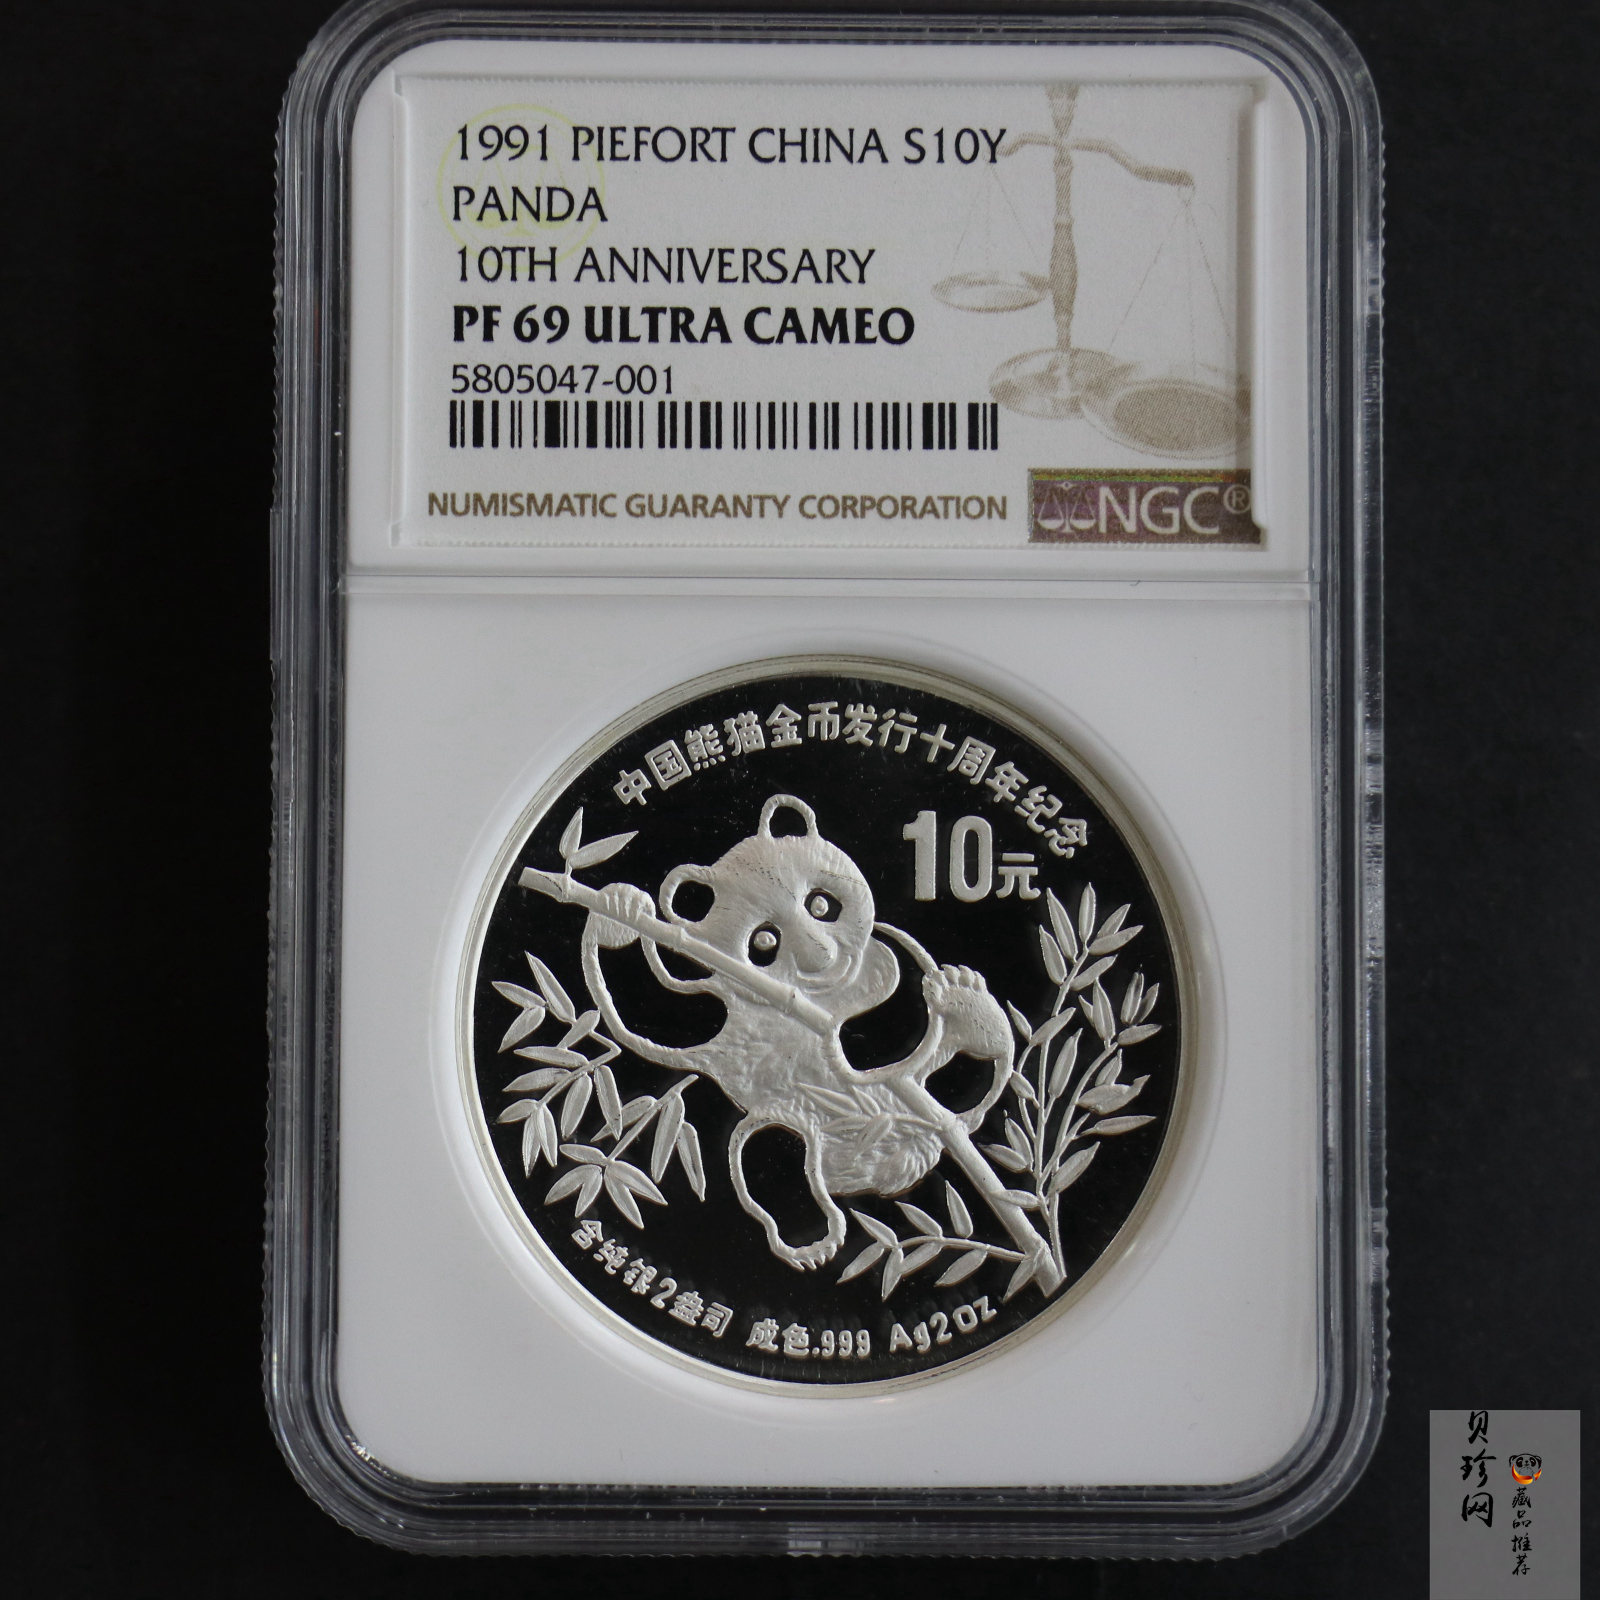 1991 PIEFORT CHINA S10Y
PANDA
10TH ANNIVERSARY
PF 69 ULTRA CAMEO
5805047-001
NUMISMATIC GUARANTY CORPORATION
NGC®
中国熊猫金币发行十周年纪念
10元
含纯银2盎司 成色.999 Ag2oz
贝珍网
藏品推荐